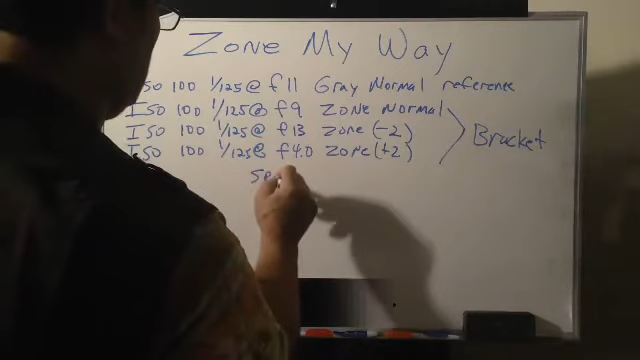 Zone My Way
ISO 100 1/125@ f11 Gray Normal reference
ISO 100 1/125@ f9 Zone Normal
ISO 100 1/125@ f13 Zone (-2)
ISO 100 1/125@ f4.0 Zone (+2)
Bracket